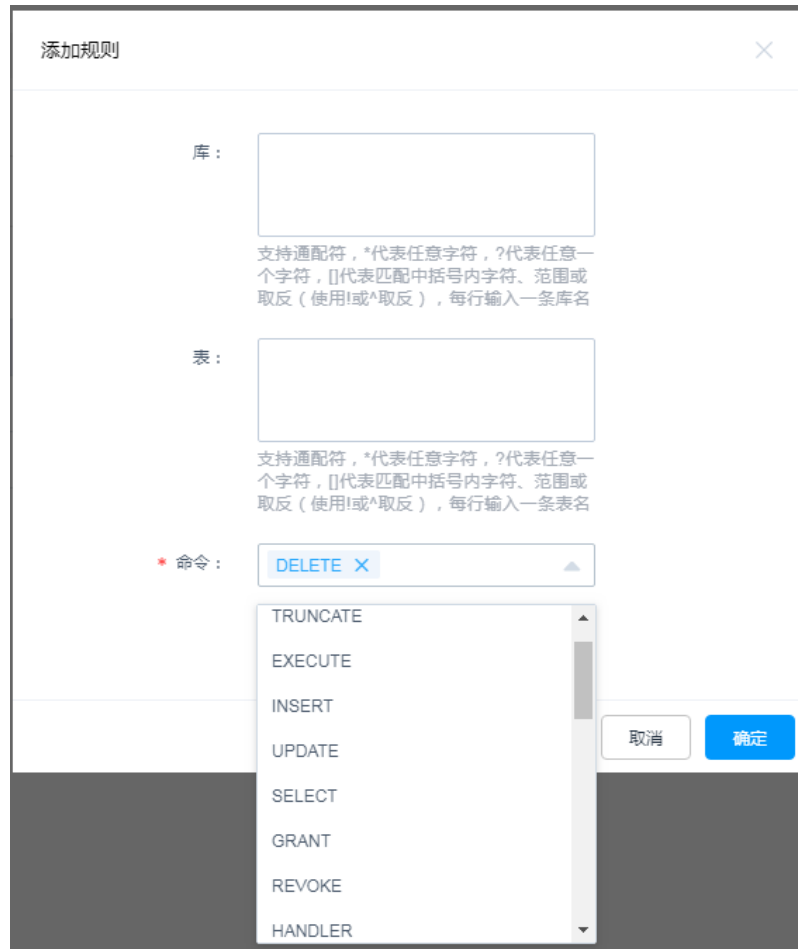 添加规则
库：
支持通配符，*代表任意字符，?代表任意一
个字符，[]代表匹配中括号内字符、范围或
取反（使用!或^取反），每行输入一条库名
表：
支持通配符，*代表任意字符，?代表任意一
个字符，[]代表匹配中括号内字符、范围或
取反（使用!或^取反），每行输入一条表名
* 命令：
DELETE ×
TRUNCATE
EXECUTE
INSERT
UPDATE
SELECT
GRANT
REVOKE
HANDLER
取消
确定